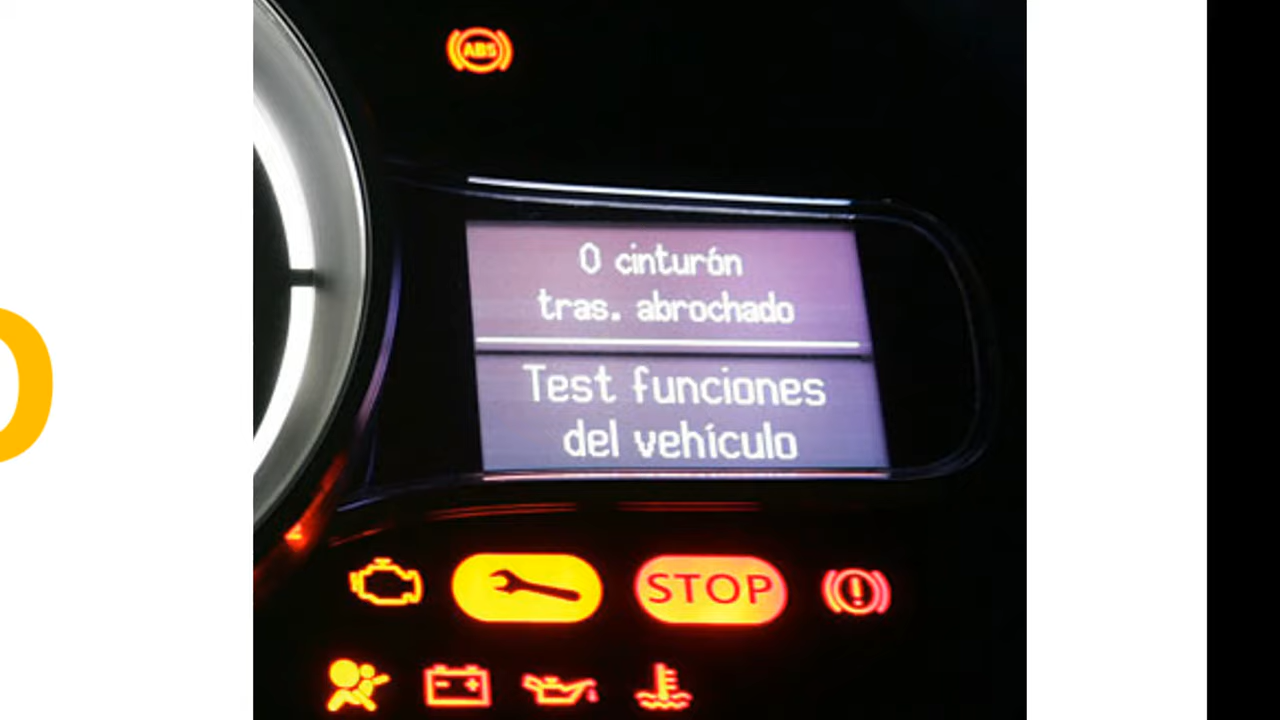 ABS
0 cinturón
tras. abrochado
Test funciones
del vehículo
STOP